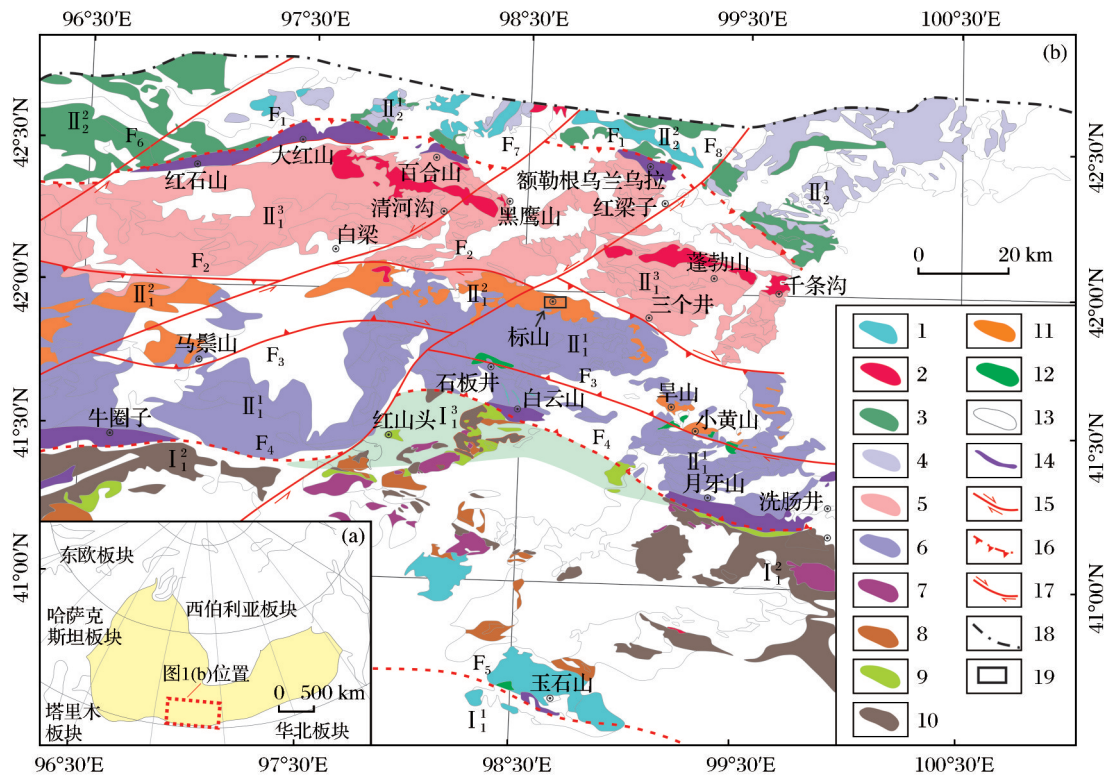 96°30′E
97°30′E
98°30′E
99°30′E
100°30′E
(b)
42°30′N
42°00′N
41°30′N
41°00′N
42°30′N
42°00′N
41°30′N
41°00′N
II₂²
F₆
F₁
II₂¹
大红山
红石山
百合山
F₇
F₁
II₂²
F₈
额勒根乌兰乌拉
红梁子
II₂¹
II₁³
清河沟
黑鹰山
白梁
F₂
F₂
0 20 km
蓬勃山
II₁³
千条沟
三个井
II₁²
II₁²
标山
马鬃山
F₃
II₁¹
石板井
F₃
旱山
II₁¹
白云山
小黄山
牛圈子
红山头
I₁³
F₄
F₄
I₁²
II₁¹
月牙山
洗肠井
I₁²
F₅
玉石山
I₁¹
1
2
3
4
5
6
7
8
9
10
11
12
13
14
15
16
17
18
19
(a)
东欧板块
西伯利亚板块
哈萨克
斯坦板块
图1(b)位置
0 500 km
塔里木
板块
华北板块
96°30′E
97°30′E
98°30′E
99°30′E
100°30′E